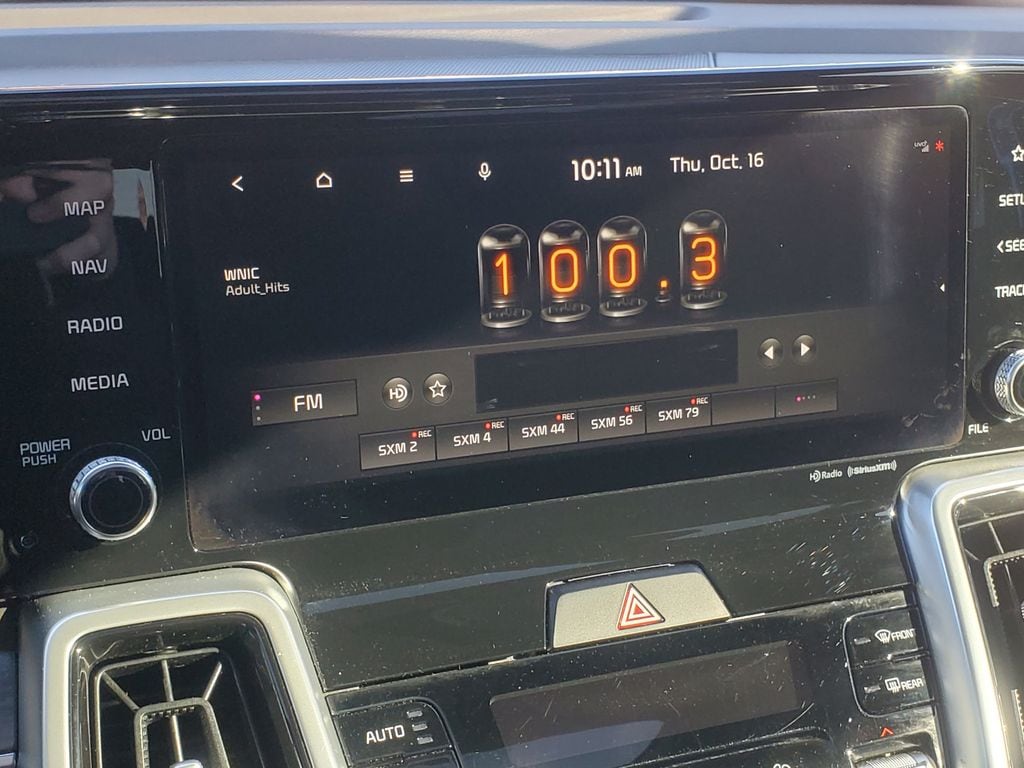 10:11 AM Thu, Oct. 16
UVO
MAP
NAV
RADIO
MEDIA
POWER
PUSH
VOL
WNIC
Adult_Hits
100.3
FM
HD
SXM 2 REC
SXM 4 REC
SXM 44 REC
SXM 56 REC
SXM 79 REC
HD Radio ((SiriusXM))
SETU
< SEE
TRAC
FILE
FRONT
REAR
AUTO